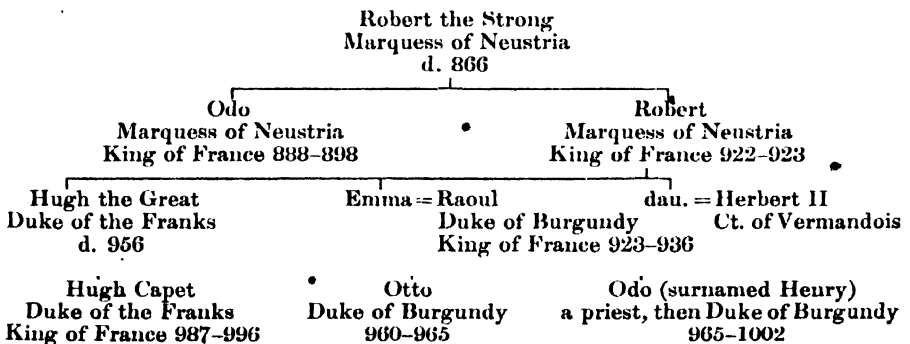 Robert the Strong
Marquess of Neustria
d. 866
Odo Robert
Marquess of Neustria Marquess of Neustria
King of France 888–898 King of France 922–923
Hugh the Great Emma = Raoul dau. = Herbert II
Duke of the Franks Duke of Burgundy Ct. of Vermandois
d. 956 King of France 923–936
Hugh Capet Otto Odo (surnamed Henry)
Duke of the Franks Duke of Burgundy a priest, then Duke of Burgundy
King of France 987–996 960–965 965–1002